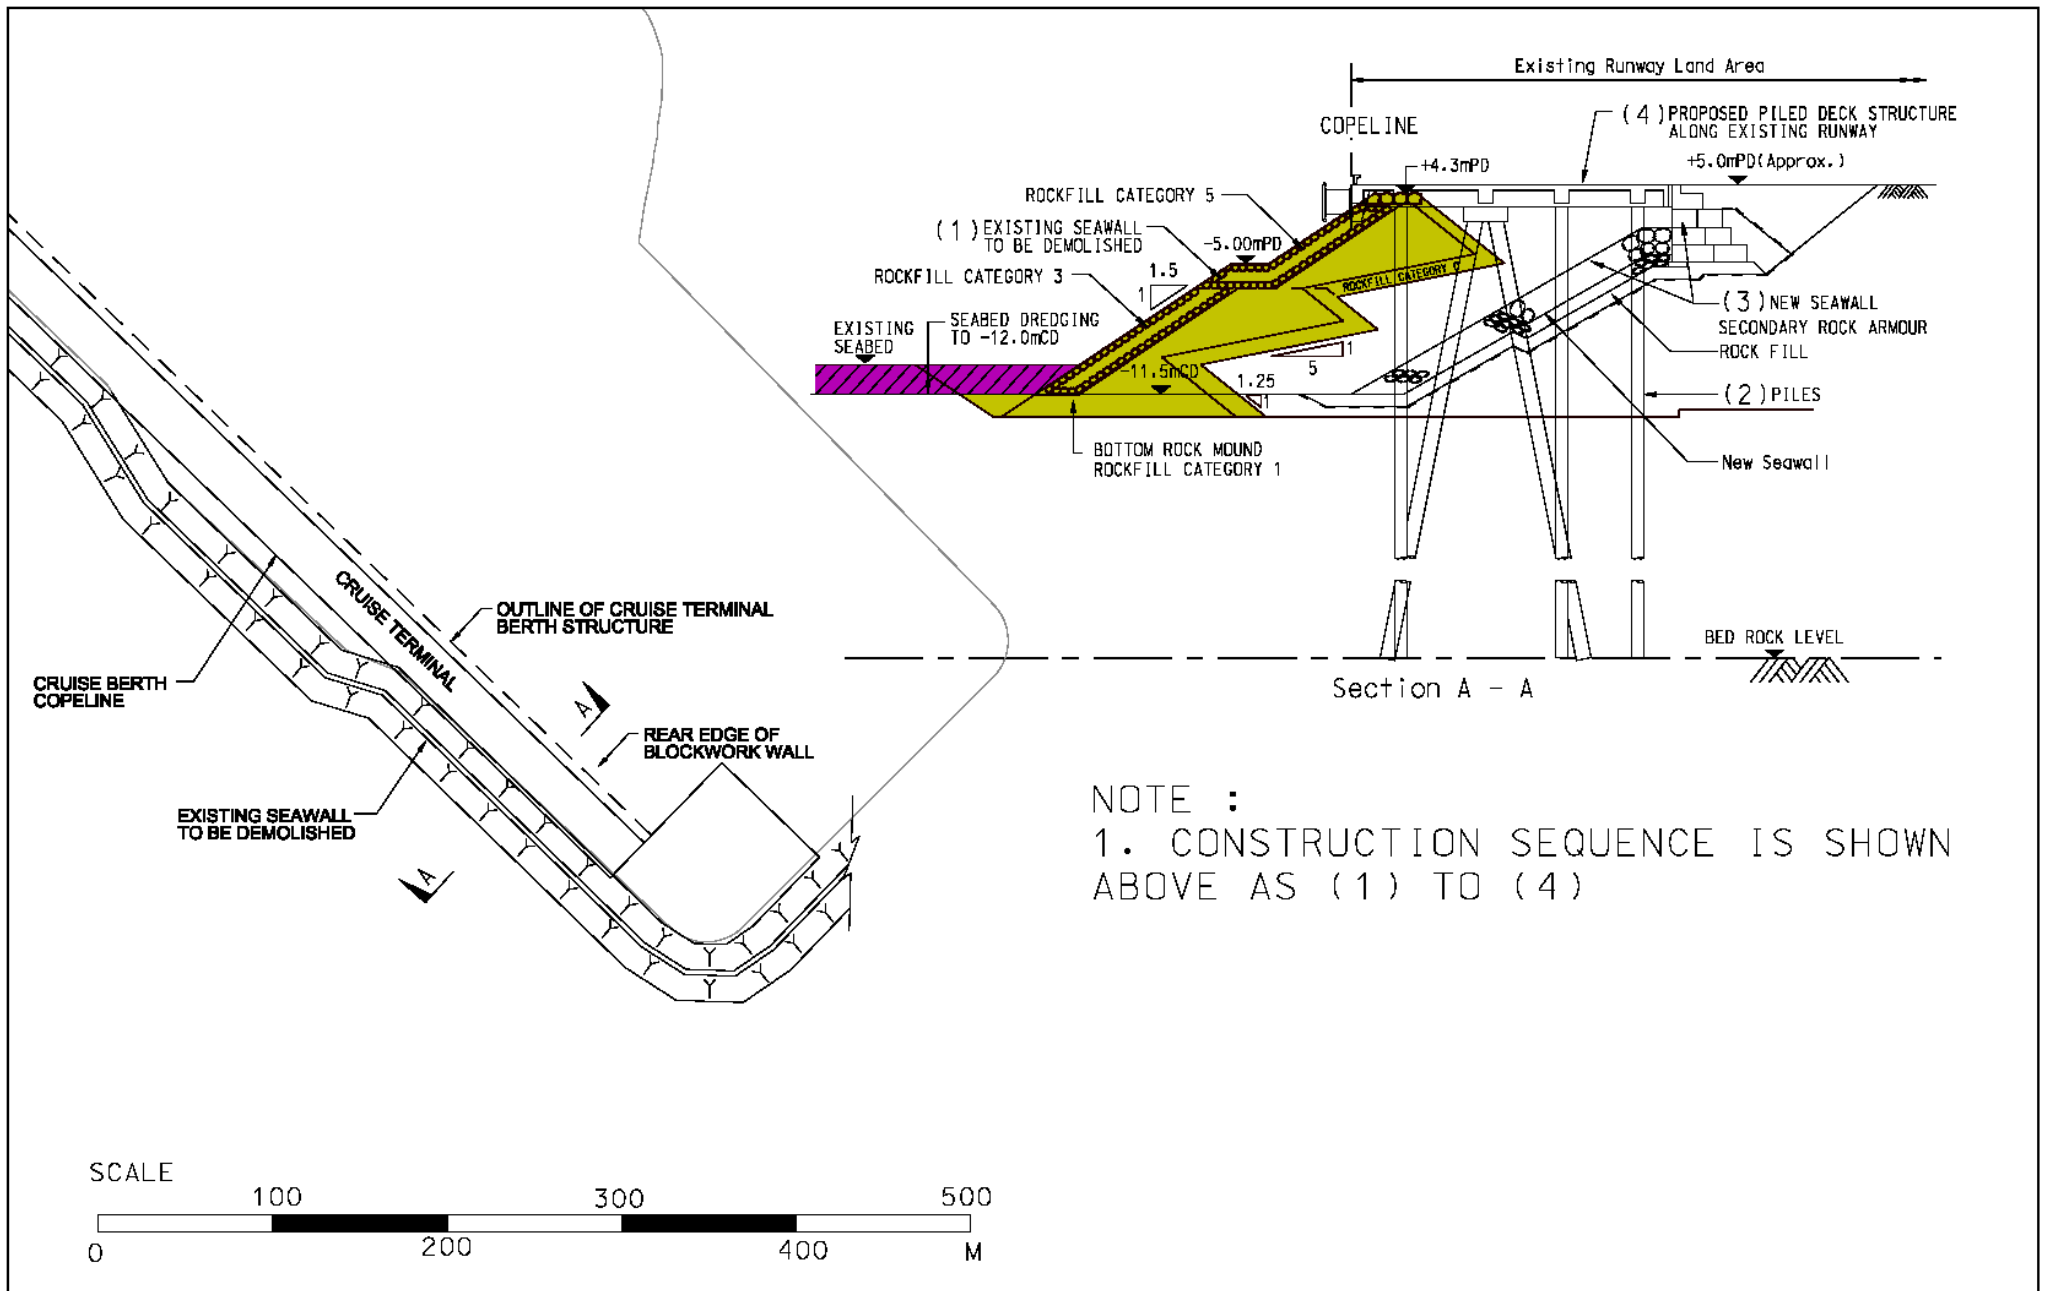 Existing Runway Land Area
(4) PROPOSED PILED DECK STRUCTURE
ALONG EXISTING RUNWAY
COPELINE
+5.0mPD(Approx.)
+4.3mPD
ROCKFILL CATEGORY 5
(1) EXISTING SEAWALL
TO BE DEMOLISHED
-5.00mPD
ROCKFILL CATEGORY 3
1.5
1
ROCKFILL CATEGORY
EXISTING
SEABED
SEABED DREDGING
TO -12.0mCD
(3) NEW SEAWALL
SECONDARY ROCK ARMOUR
ROCK FILL
1
5
-11.5mCD
1.25
1
(2) PILES
BOTTOM ROCK MOUND
ROCKFILL CATEGORY 1
New Seawall
BED ROCK LEVEL
Section A - A
CRUISE TERMINAL
OUTLINE OF CRUISE TERMINAL
BERTH STRUCTURE
CRUISE BERTH
COPELINE
A
REAR EDGE OF
BLOCKWORK WALL
EXISTING SEAWALL
TO BE DEMOLISHED
A
NOTE :
1. CONSTRUCTION SEQUENCE IS SHOWN
ABOVE AS (1) TO (4)
SCALE
100 300 500
0 200 400 M